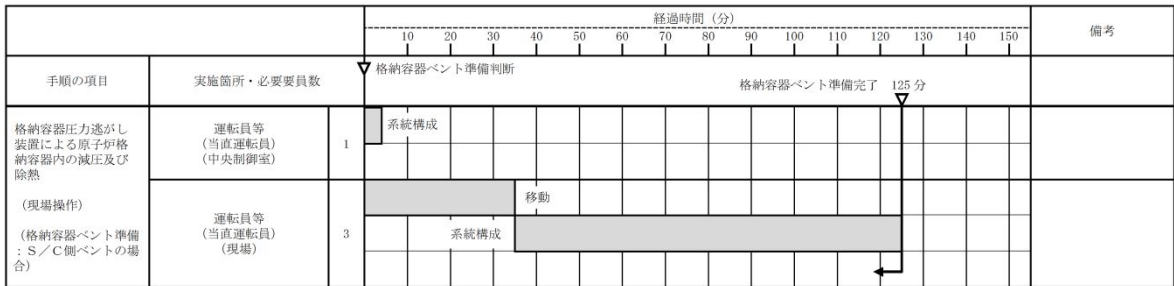 経過時間（分）
備考
10 20 30 40 50 60 70 80 90 100 110 120 130 140 150
手順の項目
実施箇所・必要要員数
格納容器ベント準備判断
格納容器ベント準備完了 125分
格納容器圧力逃がし
装置による原子炉格
納容器内の減圧及び
除熱
（現場操作）
（格納容器ベント準備
：Ｓ／Ｃ側ベントの場
合）
運転員等
（当直運転員）
（中央制御室）
1
系統構成
運転員等
（当直運転員）
（現場）
3
移動
系統構成